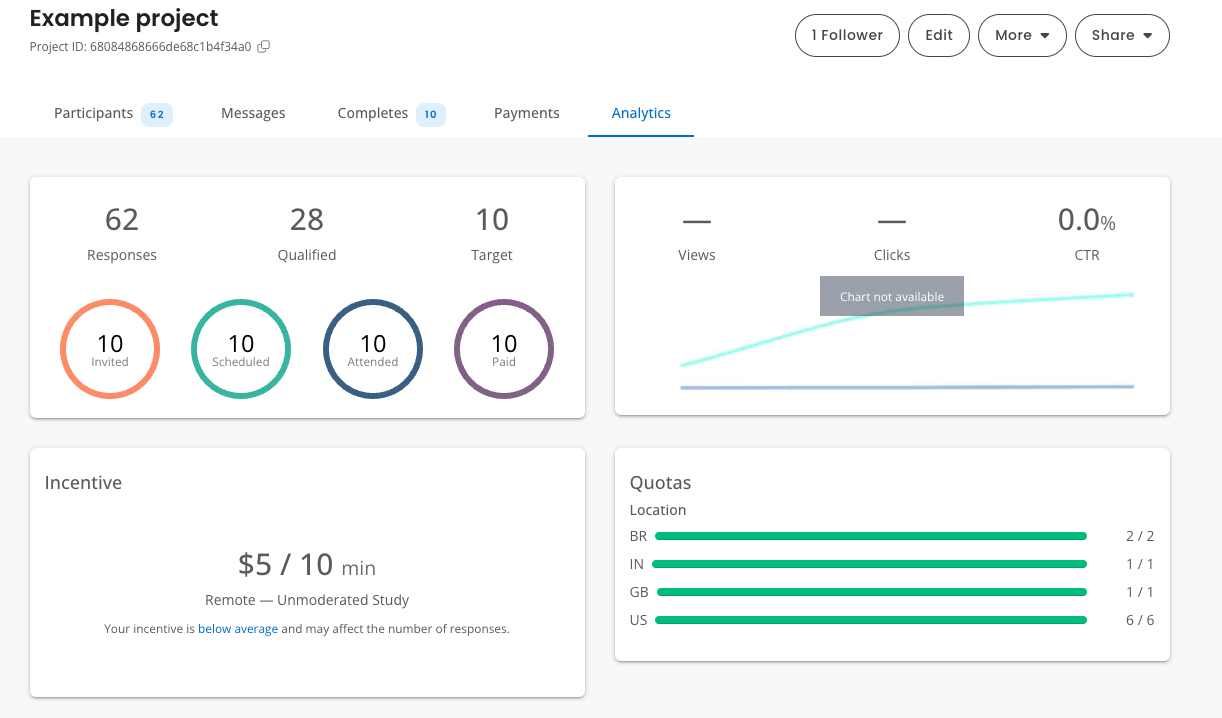 Example project
Project ID: 68084868666de68c1b4f34a0
1 Follower Edit More Share
Participants 62 Messages Completes 10 Payments Analytics
62 28 10
Responses Qualified Target
10 10 10 10
Invited Scheduled Attended Paid
— — 0.0%
Views Clicks CTR
Chart not available
Incentive
$5 / 10 min
Remote — Unmoderated Study
Your incentive is below average and may affect the number of responses.
Quotas
Location
BR 2 / 2
IN 1 / 1
GB 1 / 1
US 6 / 6